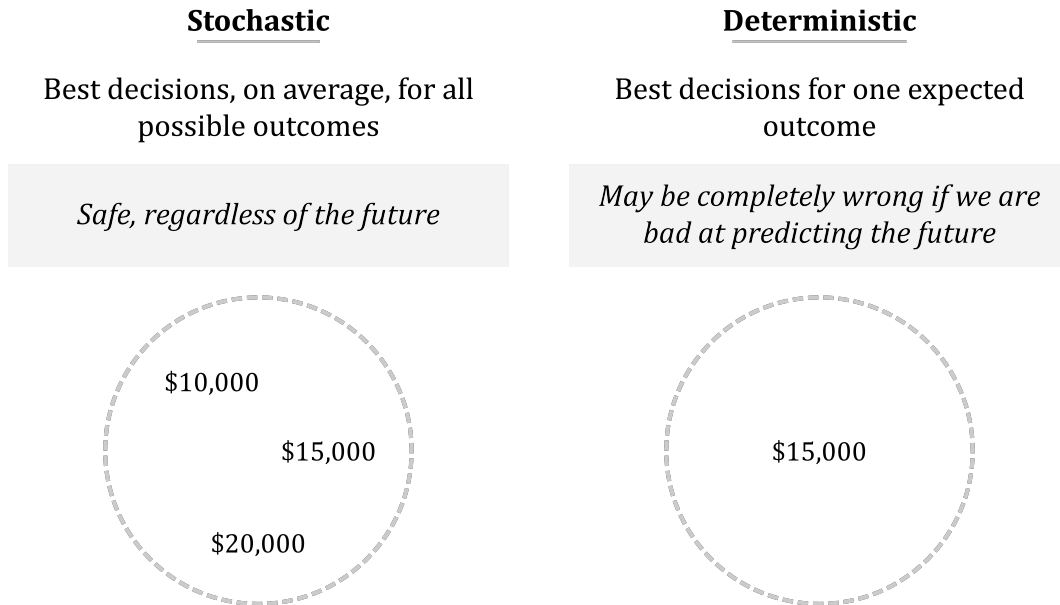 Stochastic
Best decisions, on average, for all
possible outcomes
Safe, regardless of the future
$10,000
$15,000
$20,000
Deterministic
Best decisions for one expected
outcome
May be completely wrong if we are
bad at predicting the future
$15,000